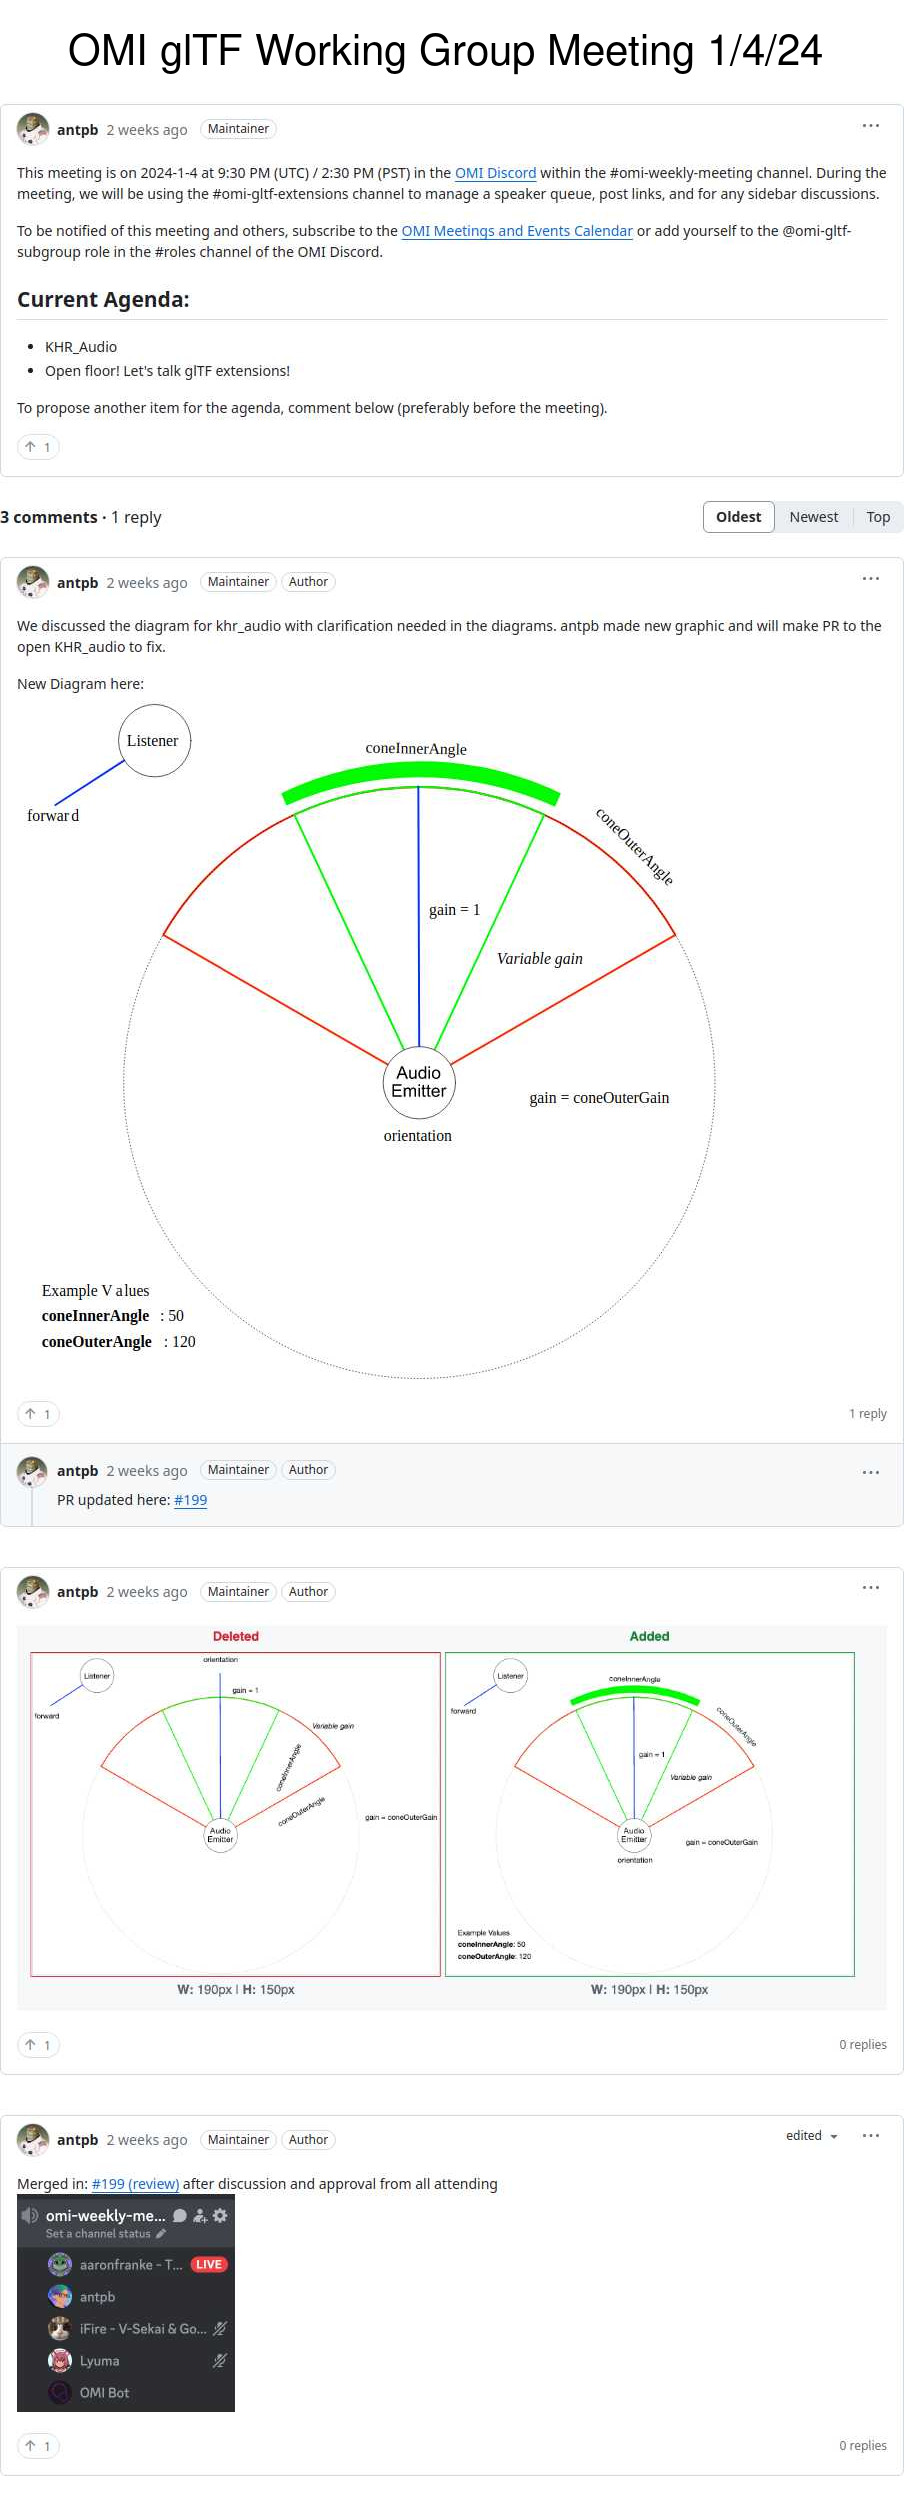 OMI glTF Working Group Meeting 1/4/24
antpb 2 weeks ago Maintainer
This meeting is on 2024-1-4 at 9:30 PM (UTC) / 2:30 PM (PST) in the OMI Discord within the #omi-weekly-meeting channel. During the
meeting, we will be using the #omi-gltf-extensions channel to manage a speaker queue, post links, and for any sidebar discussions.
To be notified of this meeting and others, subscribe to the OMI Meetings and Events Calendar or add yourself to the @omi-gltf-
subgroup role in the #roles channel of the OMI Discord.
Current Agenda:
• KHR_Audio
• Open floor! Let's talk glTF extensions!
To propose another item for the agenda, comment below (preferably before the meeting).
↑ 1
3 comments · 1 reply
Oldest Newest Top
antpb 2 weeks ago Maintainer Author
We discussed the diagram for khr_audio with clarification needed in the diagrams. antpb made new graphic and will make PR to the
open KHR_audio to fix.
New Diagram here:
Listener
forward
coneInnerAngle
coneOuterAngle
gain = 1
Variable gain
Audio
Emitter
gain = coneOuterGain
orientation
Example Values
coneInnerAngle : 50
coneOuterAngle : 120
↑ 1
1 reply
antpb 2 weeks ago Maintainer Author
PR updated here: #199
antpb 2 weeks ago Maintainer Author
Deleted
orientation
Listener
forward
gain = 1
Variable gain
coneInnerAngle
coneOuterAngle
gain = coneOuterGain
Audio
Emitter
W: 190px | H: 150px
Added
Listener
forward
coneInnerAngle
coneOuterAngle
gain = 1
Variable gain
Audio
Emitter
gain = coneOuterGain
orientation
Example Values
coneInnerAngle: 50
coneOuterAngle: 120
W: 190px | H: 150px
↑ 1
0 replies
antpb 2 weeks ago Maintainer Author
edited
Merged in: #199 (review) after discussion and approval from all attending
omi-weekly-me...
Set a channel status
aaronfranke - T... LIVE
antpb
iFire - V-Sekai & Go...
Lyuma
OMI Bot
↑ 1
0 replies